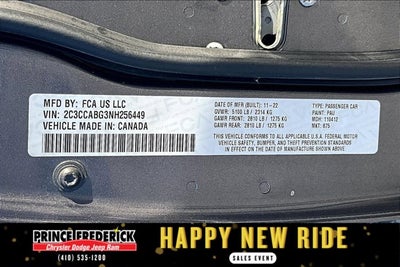 MFD BY: FCA US LLC
VIN: 2C3CCABG3NH256449
VEHICLE MADE IN: CANADA
DATE OF MFR.(BUILT): 11-22
GVWR: 5100 LB / 2314 KG
GAWR FRONT: 2810 LB / 1275 KG
GAWR REAR: 2810 LB / 1275 KG
TYPE: PASSENGER CAR
PAINT: PAU
MDH: 110412
MKT: 875
THIS VEHICLE CONFORMS TO ALL APPLICABLE U.S.A. FEDERAL MOTOR
VEHICLE SAFETY, BUMPER, AND THEFT PREVENTION STANDARDS IN
EFFECT ON THE DATE OF MANUFACTURE SHOWN ABOVE.
PRINCE FREDERICK
Chrysler Dodge Jeep Ram
(410) 535-1200
HAPPY NEW RIDE
SALES EVENT